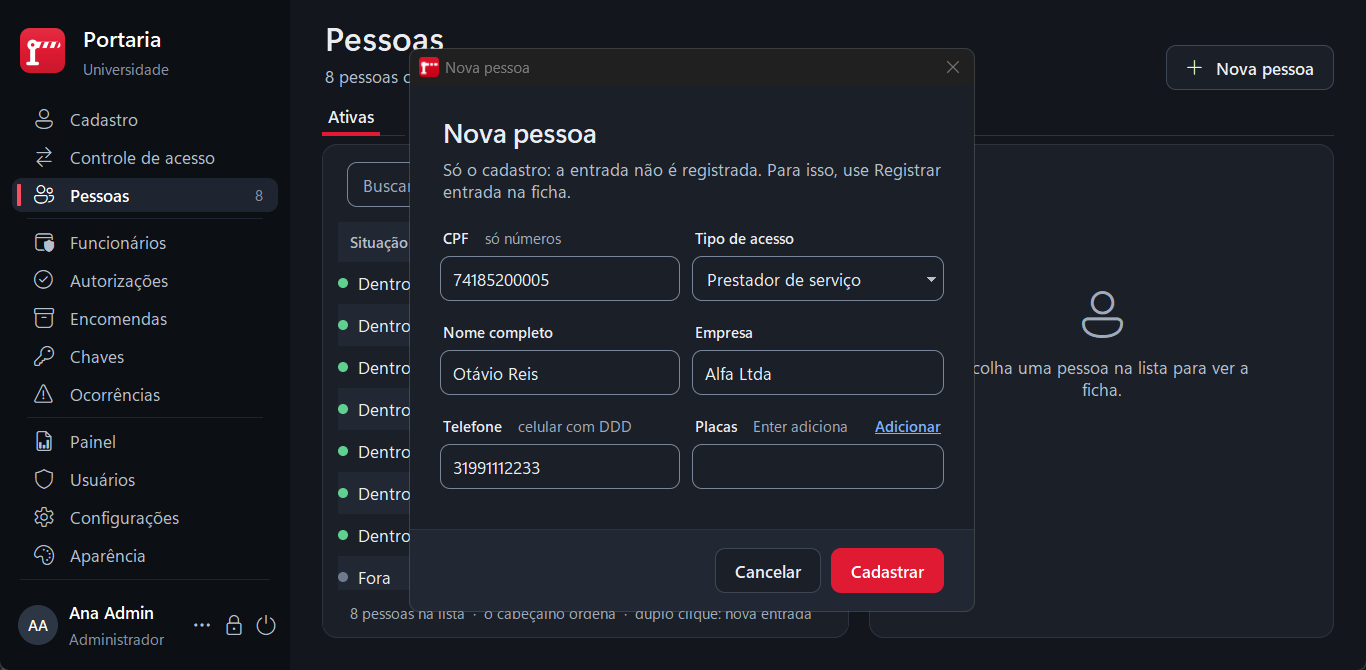 Portaria
Universidade
Cadastro
Controle de acesso
Pessoas 8
Funcionários
Autorizações
Encomendas
Chaves
Ocorrências
Painel
Usuários
Configurações
Aparência
AA
Ana Admin
Administrador
Pessoas
8 pessoas
Nova pessoa
Ativas
Situação
Dentro
Dentro
Dentro
Dentro
Dentro
Dentro
Dentro
Fora
8 pessoas na lista · o cabeçalho ordena · duplo clique: nova entrada
Nova pessoa
Nova pessoa
Só o cadastro: a entrada não é registrada. Para isso, use Registrar
entrada na ficha.
CPF só números
Tipo de acesso
74185200005
Prestador de serviço
Nome completo
Empresa
Otávio Reis
Alfa Ltda
Telefone celular com DDD
Placas Enter adiciona Adicionar
31991112233
Cancelar
Cadastrar
uma pessoa na lista para ver a
ficha.